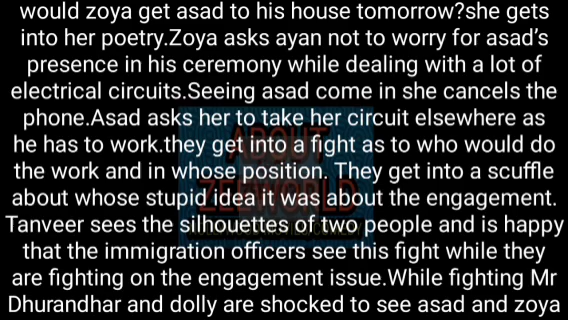 would zoya get asad to his house tomorrow?she gets
into her poetry.Zoya asks ayan not to worry for asad’s
presence in his ceremony while dealing with a lot of
electrical circuits.Seeing asad come in she cancels the
phone.Asad asks her to take her circuit elsewhere as
he has to work.they get into a fight as to who would do
the work and in whose position. They get into a scuffle
about whose stupid idea it was about the engagement.
Tanveer sees the silhouettes of two people and is happy
that the immigration officers see this fight while they
are fighting on the engagement issue.While fighting Mr
Dhurandhar and dolly are shocked to see asad and zoya
ABOUT
ZEEWORLD